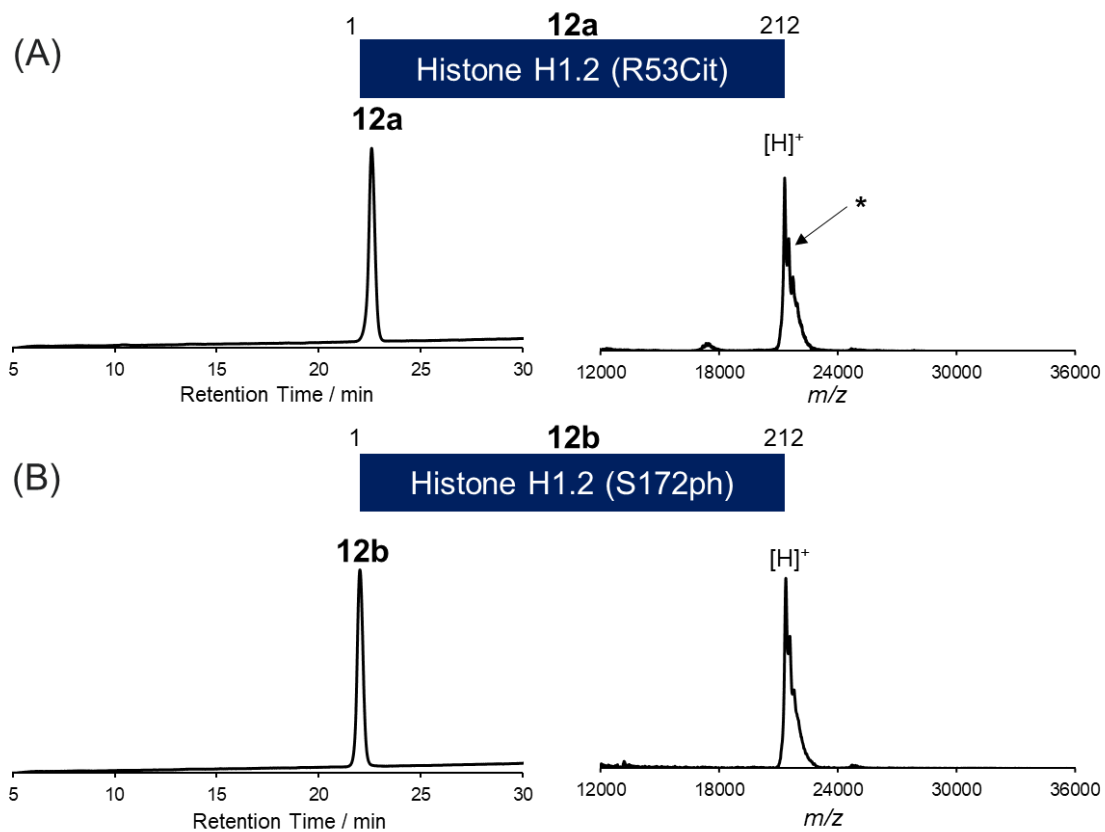 (A)
1 12a 212
Histone H1.2 (R53Cit)
12a
[H]+
*
5 10 15 20 25 30
Retention Time / min
12000 18000 24000 30000 36000
m/z
(B)
1 12b 212
Histone H1.2 (S172ph)
12b
[H]+
5 10 15 20 25 30
Retention Time / min
12000 18000 24000 30000 36000
m/z